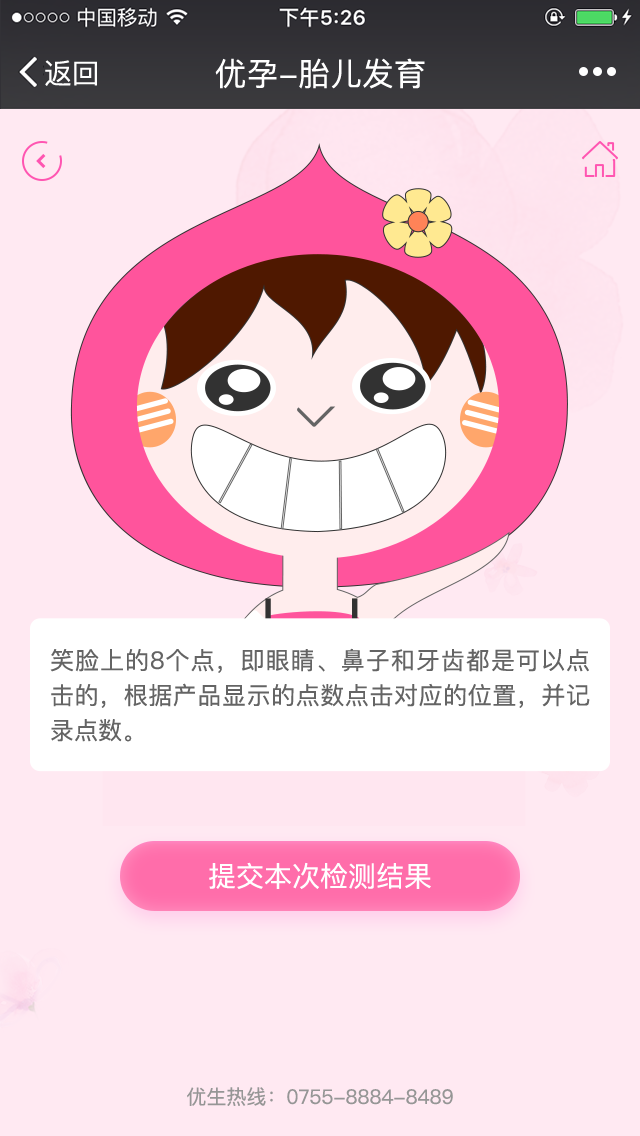 中国移动 下午5:26
返回 优孕-胎儿发育
笑脸上的8个点，即眼睛、鼻子和牙齿都是可以点
击的，根据产品显示的点数点击对应的位置，并记
录点数。
提交本次检测结果
优生热线：0755-8884-8489